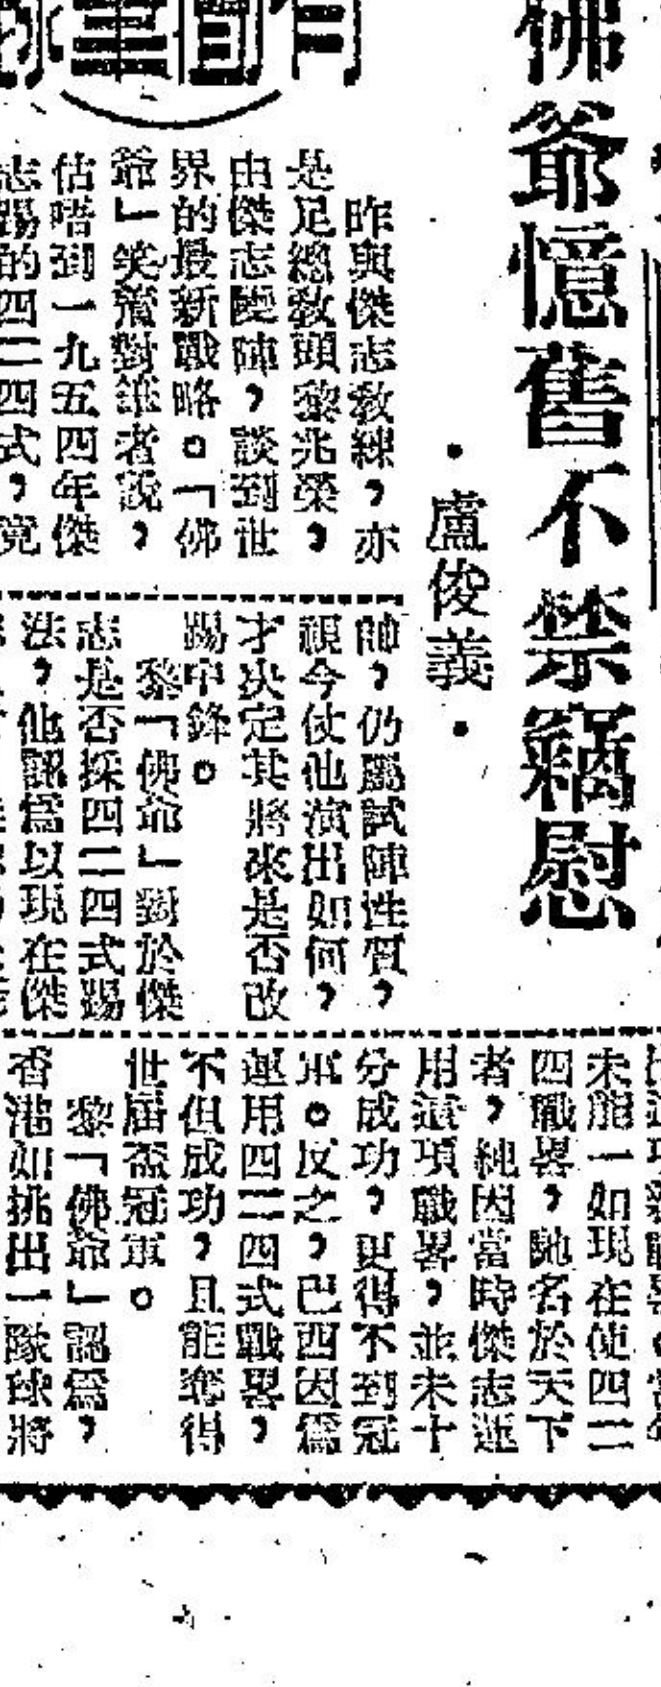 佛爺憶舊不禁竊慰
·盧俊義·
昨與傑志教練，亦
是足總教頭黎兆榮，
由傑志變陣，談到世
界的最新戰略。「佛
爺」笑着對筆者說，
估唔到一九五四年傑
志踢的四二四式，竟
帥，仍屬試陣性質，
視今仗他演出如何，
才决定其將來是否改
踢中鋒。
黎「佛爺」對於傑
志是否採四二四式踢
法，他認爲以現在傑
未能一如現在使四二
四戰畧，馳名於天下
者，純因當時傑志運
用這項戰畧，並未十
分成功，更得不到冠
軍。反之，巴西因爲
運用四二四式戰畧，
不但成功，且能奪得
世届盃冠軍。
黎「佛爺」認爲，
香港如挑出一隊球將